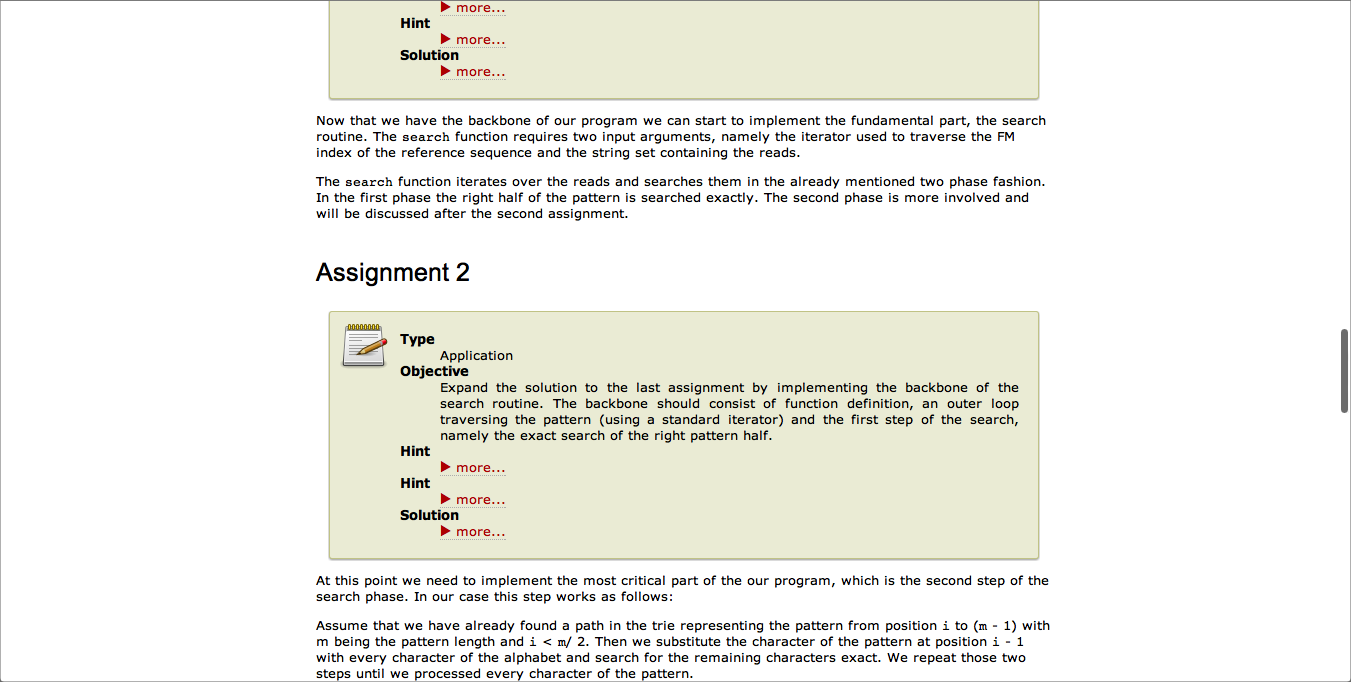 more...
Hint
more...
Solution
more...
Now that we have the backbone of our program we can start to implement the fundamental part, the search
routine. The search function requires two input arguments, namely the iterator used to traverse the FM
index of the reference sequence and the string set containing the reads.
The search function iterates over the reads and searches them in the already mentioned two phase fashion.
In the first phase the right half of the pattern is searched exactly. The second phase is more involved and
will be discussed after the second assignment.
Assignment 2
Type
Application
Objective
Expand the solution to the last assignment by implementing the backbone of the
search routine. The backbone should consist of function definition, an outer loop
traversing the pattern (using a standard iterator) and the first step of the search,
namely the exact search of the right pattern half.
Hint
more...
Hint
more...
Solution
more...
At this point we need to implement the most critical part of the our program, which is the second step of the
search phase. In our case this step works as follows:
Assume that we have already found a path in the trie representing the pattern from position i to (m - 1) with
m being the pattern length and i < m/ 2. Then we substitute the character of the pattern at position i - 1
with every character of the alphabet and search for the remaining characters exact. We repeat those two
steps until we processed every character of the pattern.